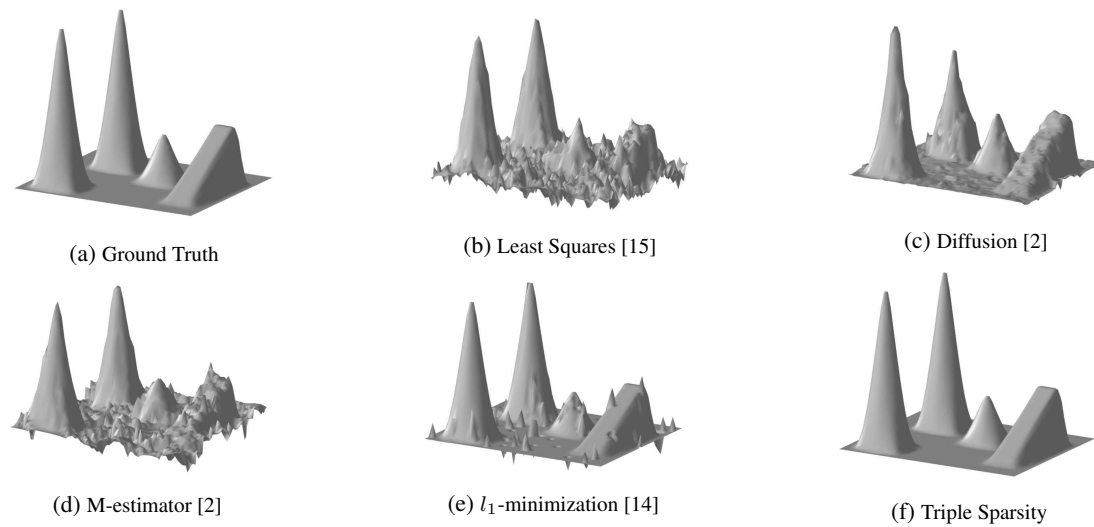 (a) Ground Truth
(b) Least Squares [15]
(c) Diffusion [2]
(d) M-estimator [2]
(e) l₁-minimization [14]
(f) Triple Sparsity